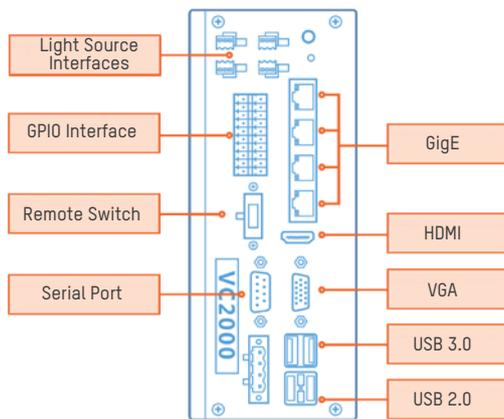 Light Source
Interfaces
GPIO Interface
Remote Switch
Serial Port
VC2000
GigE
HDMI
VGA
USB 3.0
USB 2.0